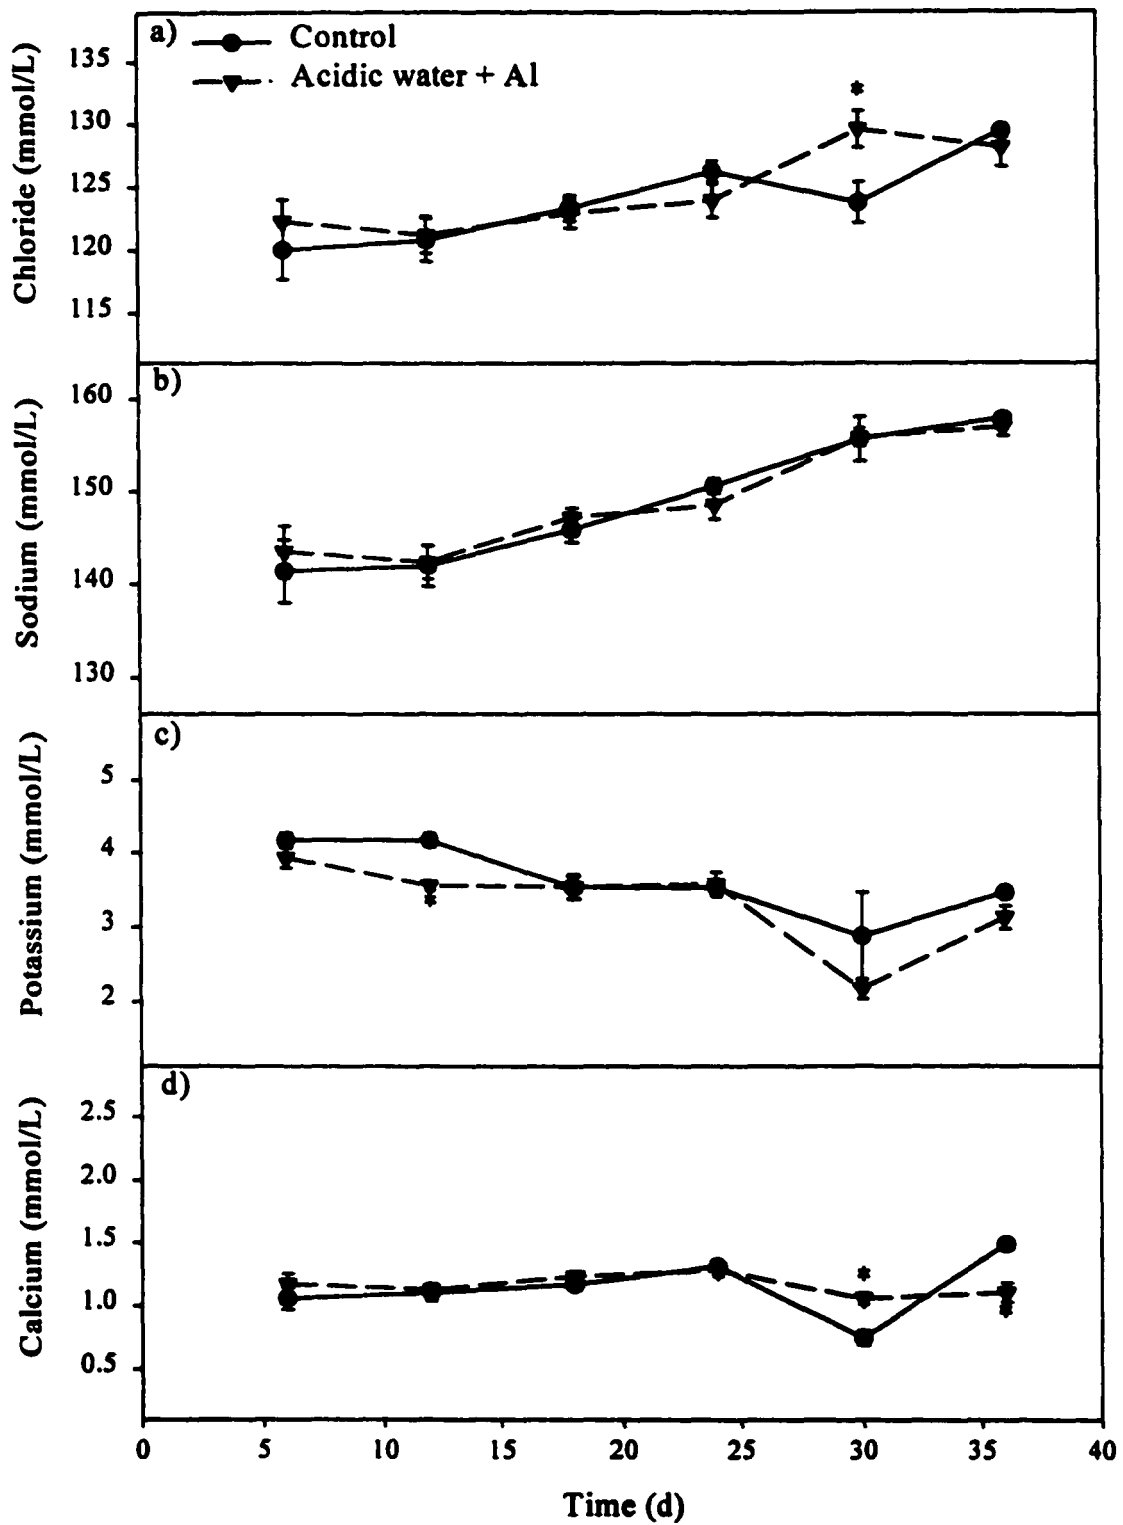 a)
Control
Acidic water + Al
Chloride (mmol/L)
135
130
125
120
115
*
b)
Sodium (mmol/L)
160
150
140
130
c)
Potassium (mmol/L)
5
4
3
2
*
d)
Calcium (mmol/L)
2.5
2.0
1.5
1.0
0.5
*
*
0 5 10 15 20 25 30 35 40
Time (d)